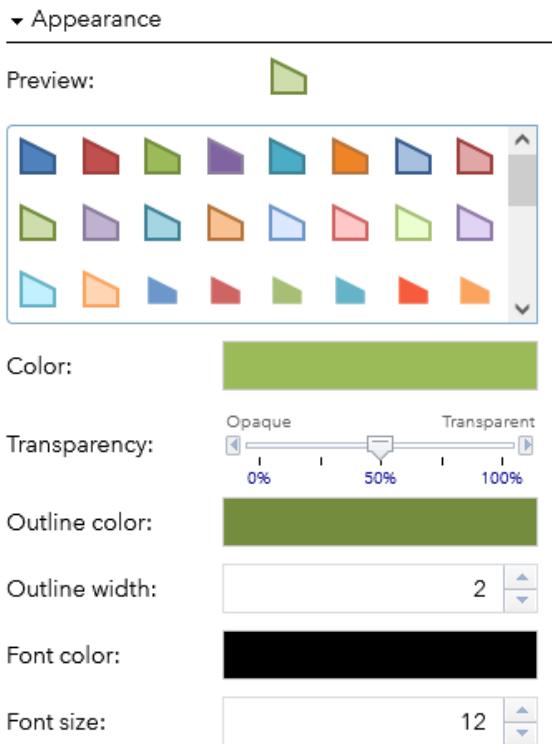 Appearance
Preview:
Color:
Opaque Transparent
Transparency:
0% 50% 100%
Outline color:
Outline width: 2
Font color:
Font size: 12